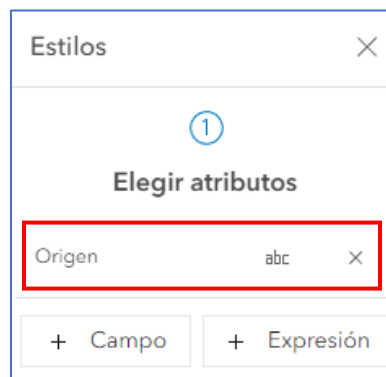 Estilos
1
Elegir atributos
Origen abc
+ Campo + Expresión